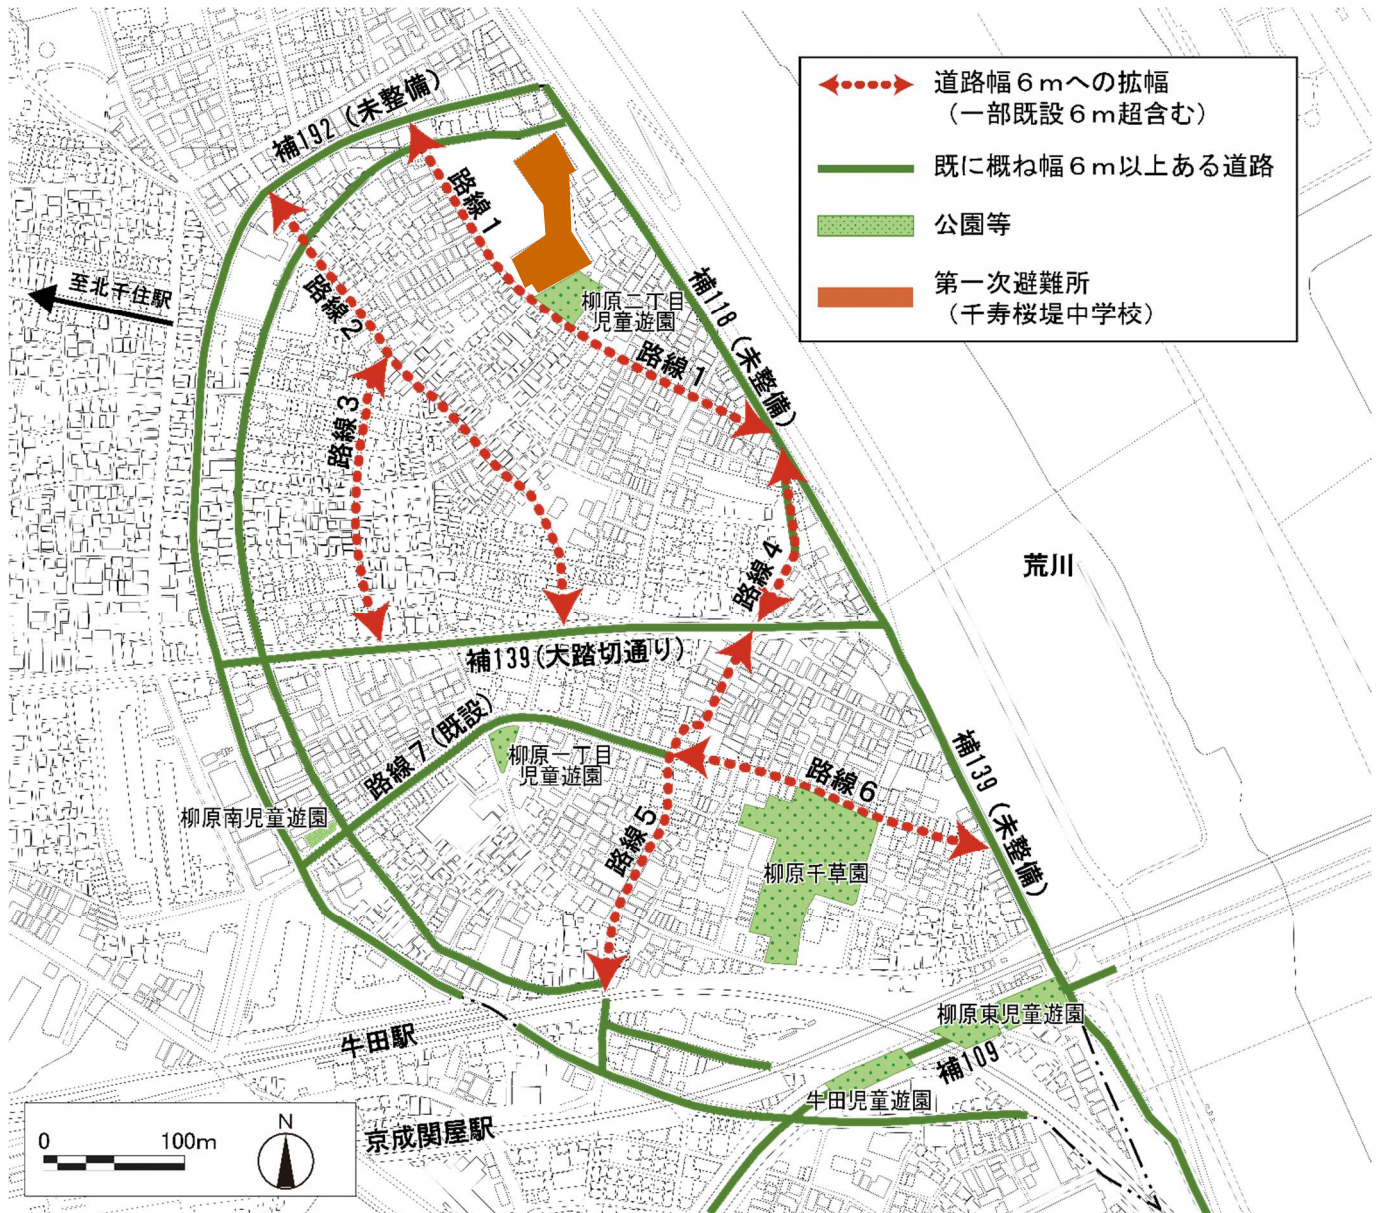 道路幅６ｍへの拡幅
（一部既設６ｍ超含む）
既に概ね幅６ｍ以上ある道路
公園等
第一次避難所
（千寿桜堤中学校）
補192（未整備）
路線1
至北千住駅
路線2
柳原二丁目
児童遊園
補118（未整備）
路線1
路線3
路線4
荒川
補139(大踏切通り)
路線7(既設)
柳原一丁目
児童遊園
補139（未整備）
路線6
柳原南児童遊園
路線5
柳原千草園
柳原東児童遊園
牛田駅
補109
牛田児童遊園
京成関屋駅
0 100m
N